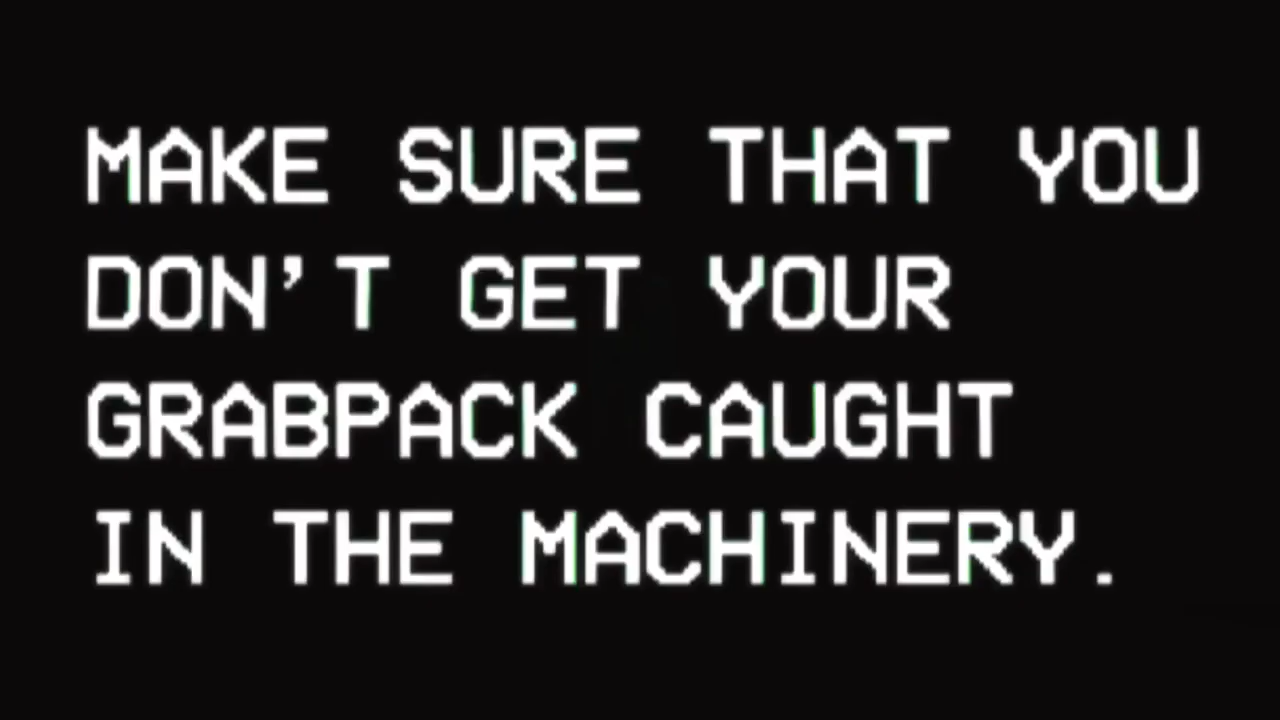 MAKE SURE THAT YOU
DON'T GET YOUR
GRABPACK CAUGHT
IN THE MACHINERY.